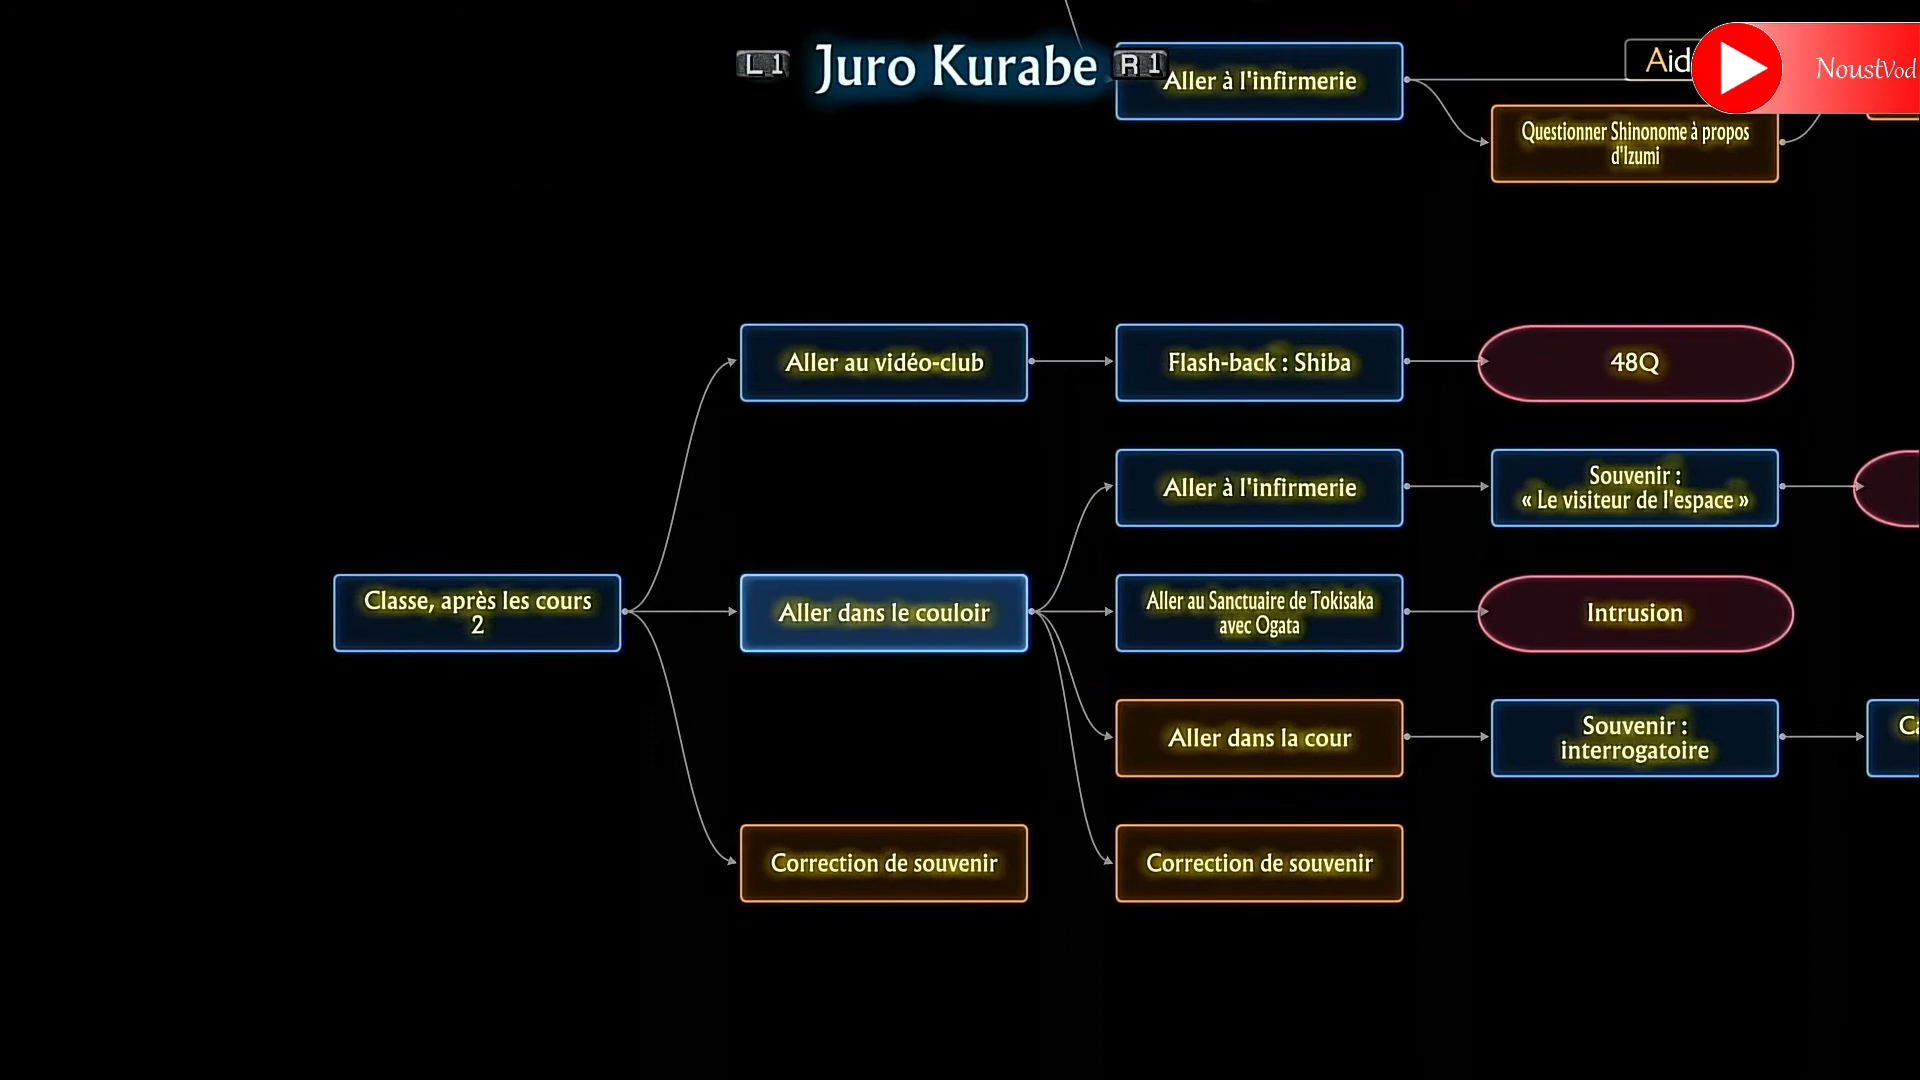 L1 Juro Kurabe R1
Aller à l'infirmerie
NoustVod
Questionner Shinonome à propos
d'Izumi
Aller au vidéo-club
Flash-back : Shiba
48Q
Aller à l'infirmerie
Souvenir :
« Le visiteur de l'espace »
Classe, après les cours
2
Aller dans le couloir
Aller au Sanctuaire de Tokisaka
avec Ogata
Intrusion
Aller dans la cour
Souvenir :
interrogatoire
Correction de souvenir
Correction de souvenir